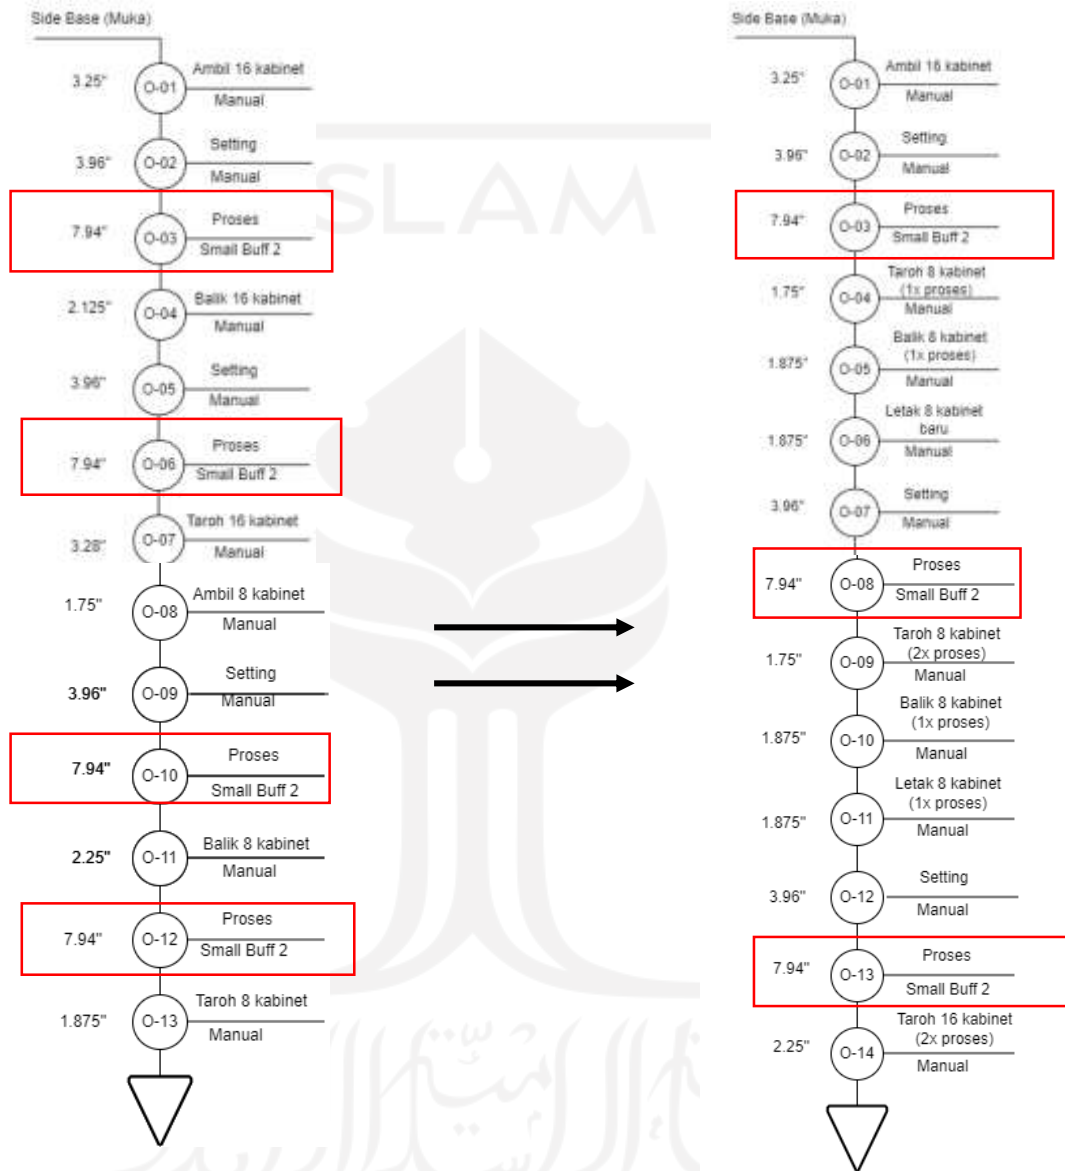 Side Base (Muka)
3.25"
O-01
Ambil 16 kabinet
Manual
3.96"
O-02
Setting
Manual
7.94"
O-03
Proses
Small Buff 2
2.125"
O-04
Balik 16 kabinet
Manual
3.96"
O-05
Setting
Manual
7.94"
O-06
Proses
Small Buff 2
3.28"
O-07
Taroh 16 kabinet
Manual
1.75"
O-08
Ambil 8 kabinet
Manual
3.96"
O-09
Setting
Manual
7.94"
O-10
Proses
Small Buff 2
2.25"
O-11
Balik 8 kabinet
Manual
7.94"
O-12
Proses
Small Buff 2
1.875"
O-13
Taroh 8 kabinet
Manual
Side Base (Muka)
3.25"
O-01
Ambil 16 kabinet
Manual
3.96"
O-02
Setting
Manual
7.94"
O-03
Proses
Small Buff 2
1.75"
O-04
Taroh 8 kabinet
(1x proses)
Manual
1.875"
O-05
Balik 8 kabinet
(1x proses)
Manual
1.875"
O-06
Letak 8 kabinet
baru
Manual
3.96"
O-07
Setting
Manual
7.94"
O-08
Proses
Small Buff 2
1.75"
O-09
Taroh 8 kabinet
(2x proses)
Manual
1.875"
O-10
Balik 8 kabinet
(1x proses)
Manual
1.875"
O-11
Letak 8 kabinet
(1x proses)
Manual
3.96"
O-12
Setting
Manual
7.94"
O-13
Proses
Small Buff 2
2.25"
O-14
Taroh 16 kabinet
(2x proses)
Manual
SLAM